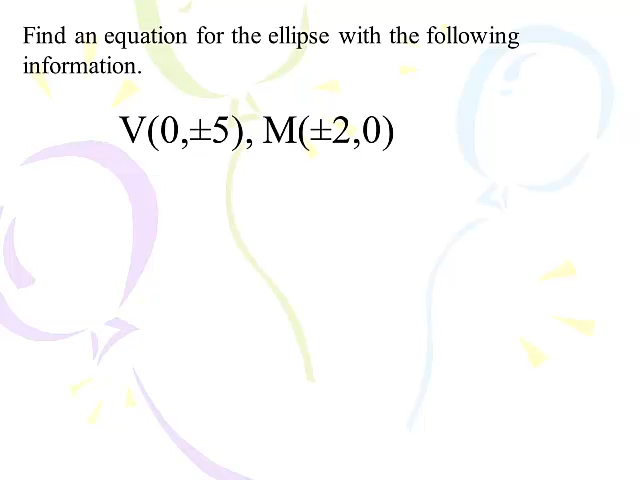 Find an equation for the ellipse with the following
information.
V(0,±5), M(±2,0)